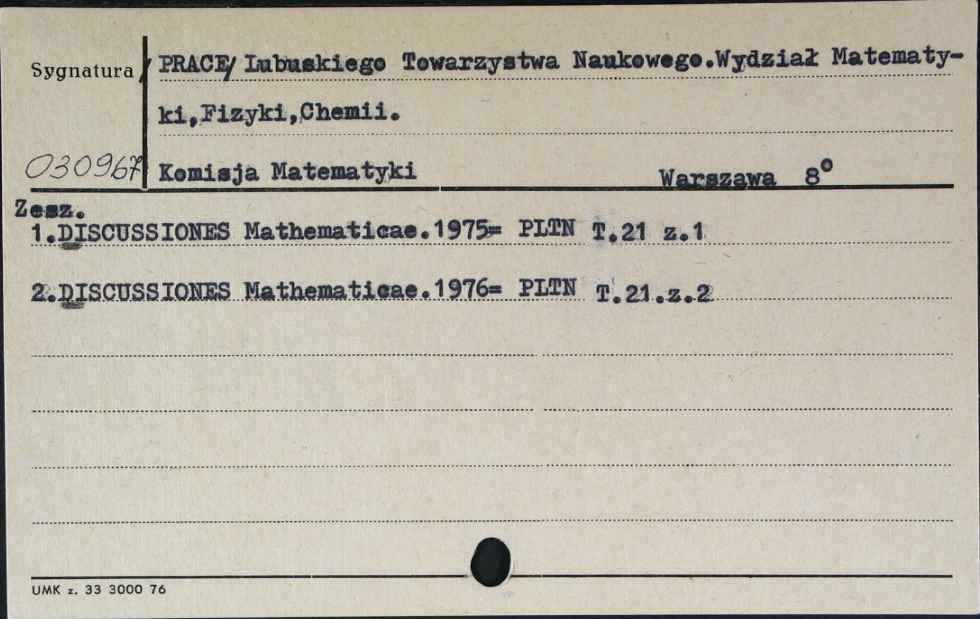 Sygnatura PRACE/ Lubuskiego Towarzystwa Naukowego.Wydział Matematy-
ki,Fizyki,Chemii.
030967 Komisja Matematyki Warszawa 8°
Zesz.
1.DISCUSSIONES Mathematicae.1975= PLTN T.21 z.1
2.DISCUSSIONES Mathematicae.1976= PLTN T.21.z.2
UMK z. 33 3000 76